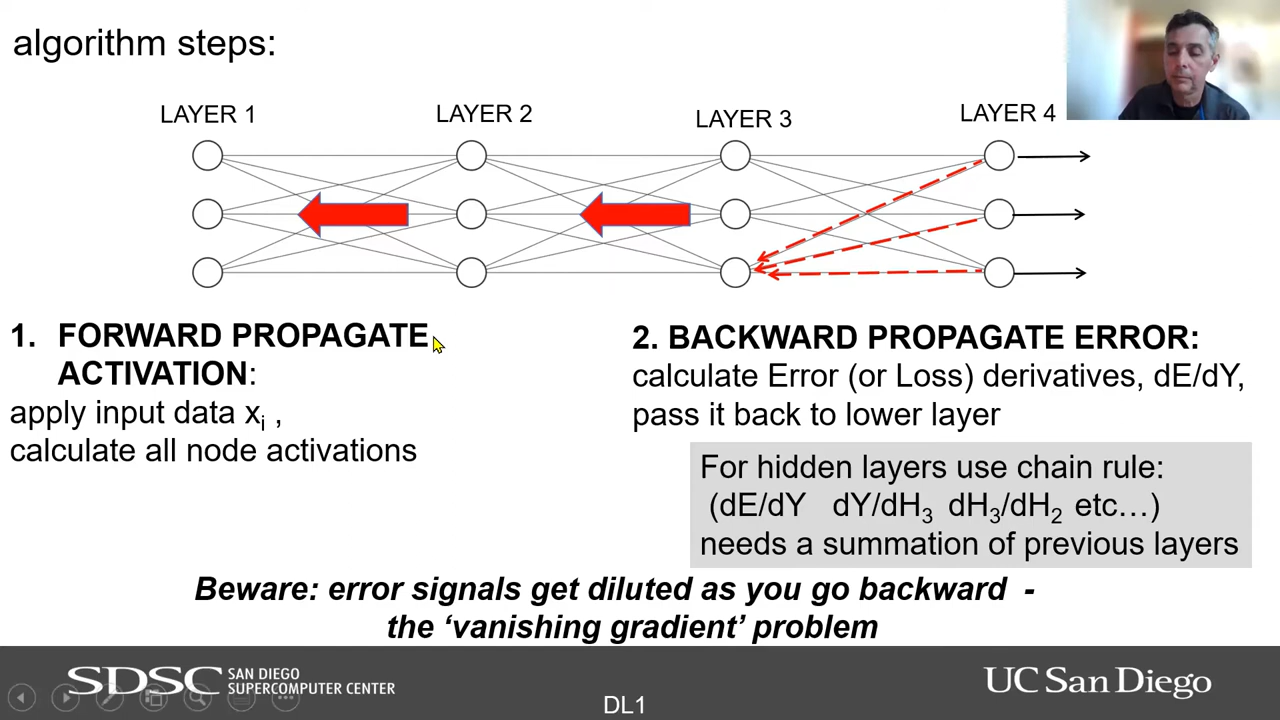 algorithm steps:
LAYER 1
LAYER 2
LAYER 3
LAYER 4
1. FORWARD PROPAGATE
ACTIVATION:
apply input data xi ,
calculate all node activations
2. BACKWARD PROPAGATE ERROR:
calculate Error (or Loss) derivatives, dE/dY,
pass it back to lower layer
For hidden layers use chain rule:
(dE/dY dY/dH3 dH3/dH2 etc…)
needs a summation of previous layers
Beware: error signals get diluted as you go backward -
the ‘vanishing gradient’ problem
SDSC
SAN DIEGO
SUPERCOMPUTER CENTER
DL1
UC San Diego